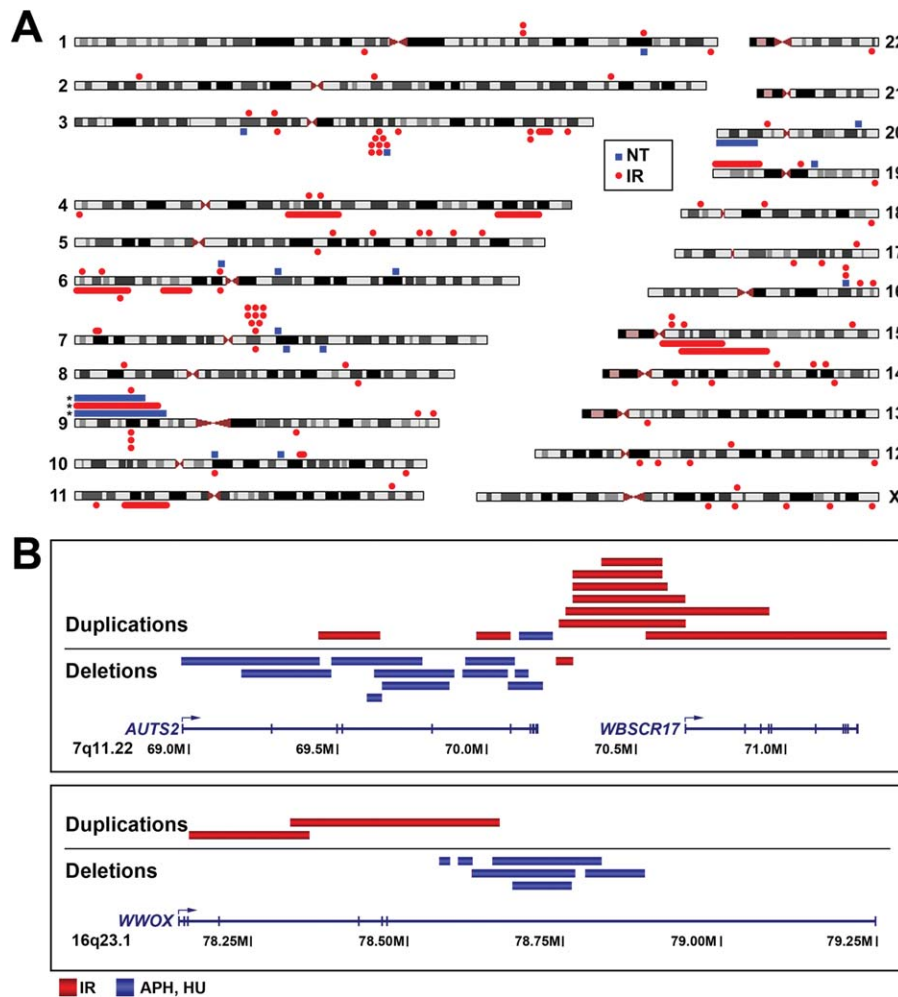 A
1
2
3
4
5
6
7
8
9
10
11
22
21
20
19
18
17
16
15
14
13
12
X
NT
IR
*
*
*
B
Duplications
Deletions
AUTS2
WBSCR17
7q11.22
69.0M
69.5M
70.0M
70.5M
71.0M
Duplications
Deletions
WWOX
16q23.1
78.25M
78.50M
78.75M
79.00M
79.25M
IR
APH, HU